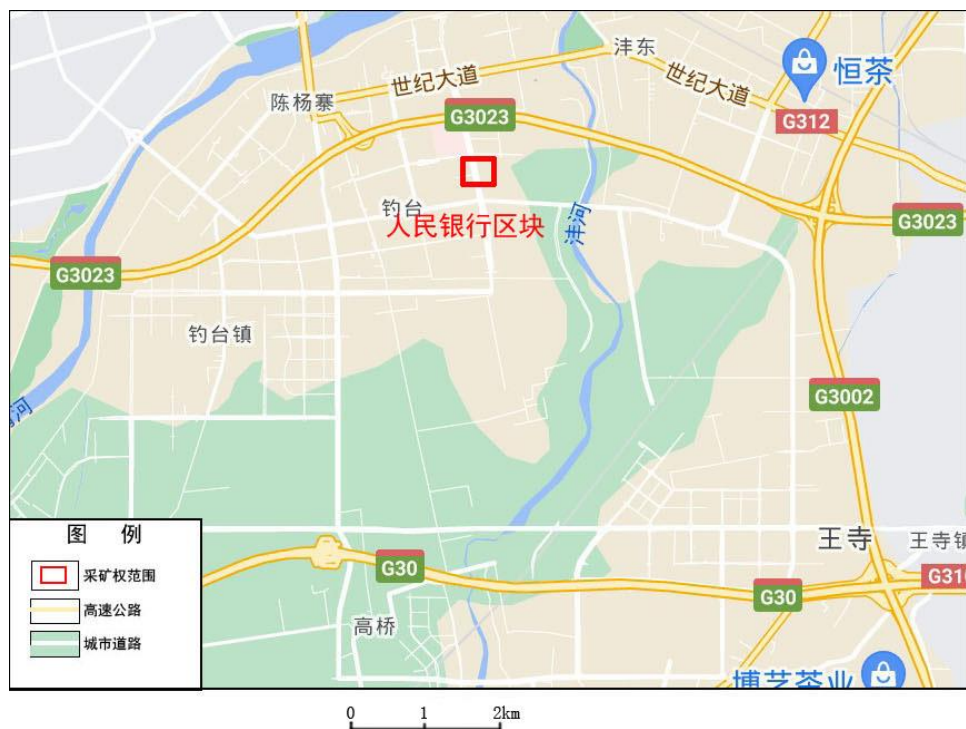 沣东
世纪大道
世纪大道
恒茶
陈杨寨
G3023
G312
钓台
人民银行区块
沣河
G3023
G3023
钓台镇
G3002
河
图 例
采矿权范围
高速公路
城市道路
王寺
王寺镇
G30
G30
G310
高桥
博艺茶业
0 1 2km